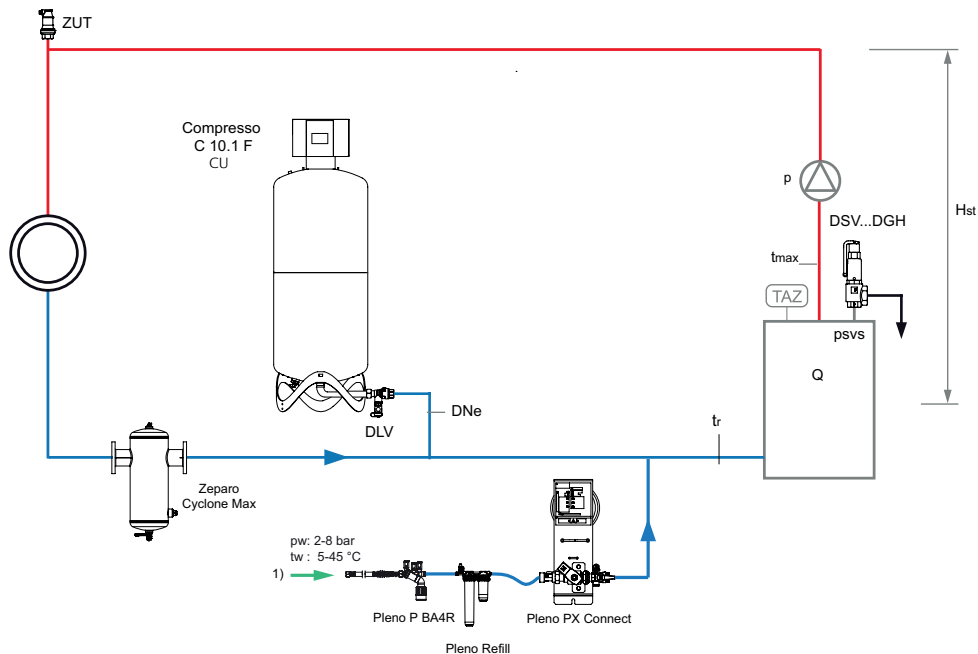 ZUT
Compresso
C 10.1 F
CU
p
Hst
DSV...DGH
tmax
TAZ
psvs
Q
DNe
DLV
tr
Zeparo
Cyclone Max
pw: 2-8 bar
tw : 5-45 °C
1)
Pleno P BA4R
Pleno PX Connect
Pleno Refill